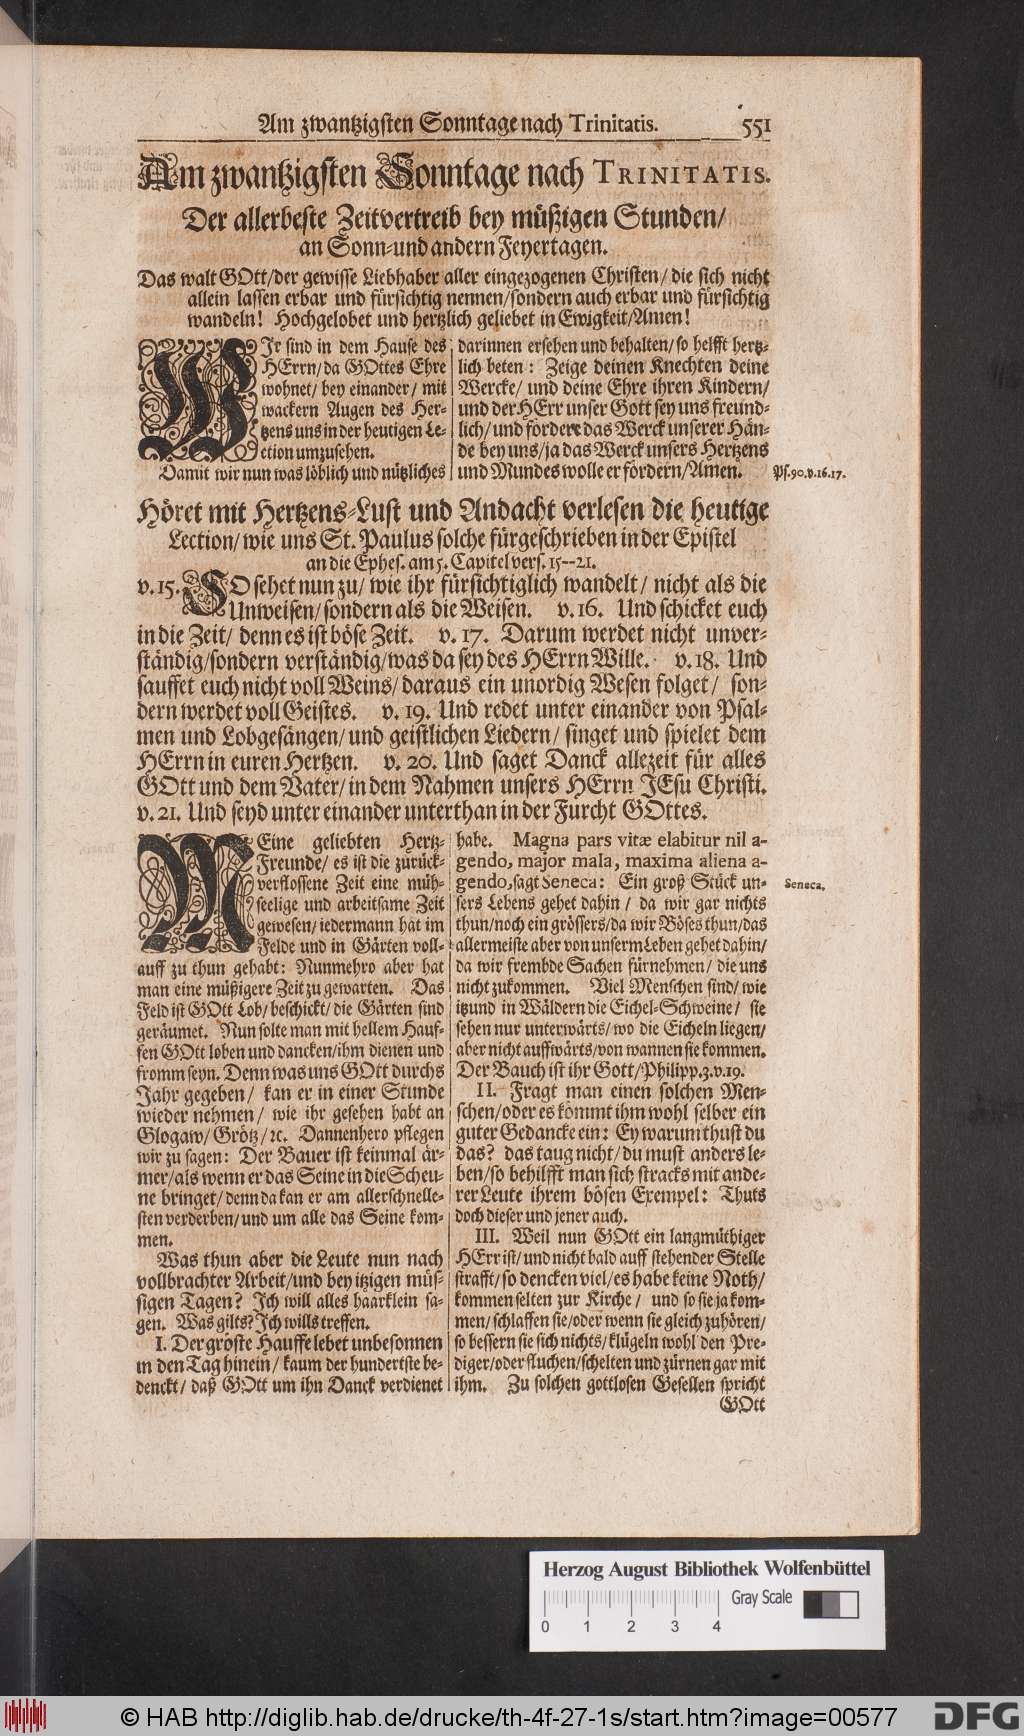 Am zwantzigsten Sonntage nach Trinitatis. 551
Am zwantzigsten Sonntage nach TRINITATIS.
Der allerbeste Zeitvertreib bey müßigen Stunden/
an Sonn-und andern Feyertagen.
Das walt GOtt/der gewisse Liebhaber aller eingezogenen Christen/ die sich nicht
allein lassen erbar und fürsichtig nennen/sondern auch erbar und fürsichtig
wandeln! Hochgelobet und hertzlich geliebet in Ewigkeit/Amen!
WJr sind in dem Hause des
HErrn/da GOttes Ehre
wohnet/ bey einander/ mit
wackern Augen des Her-
tzens uns in der heutigen Le-
ction umzusehen.
Damit wir nun was löblich und nützliches
darinnen ersehen und behalten/so helfft hertz-
lich beten: Zeige deinen Knechten deine
Wercke/ und deine Ehre ihren Kindern/
und der HErr unser Gott sey uns freund-
lich/und fördere das Werck unserer Hän-
de bey uns/ja das Werck unsers Hertzens
und Mundes wolle er fördern/Amen.
Ps.90.v.16.17.
Höret mit Hertzens-Lust und Andacht verlesen die heutige
Lection/ wie uns St. Paulus solche fürgeschrieben in der Epistel
an die Ephes. am 5. Capitel vers. 15--21.
v.15. SO sehet nun zu/ wie ihr fürsichtiglich wandelt/ nicht als die
Unweisen/sondern als die Weisen. v.16. Und schicket euch
in die Zeit/ denn es ist böse Zeit. v.17. Darum werdet nicht unver-
ständig/sondern verständig/was da sey des HErrn Wille. v.18. Und
sauffet euch nicht voll Weins/daraus ein unordig Wesen folget/ son-
dern werdet voll Geistes. v.19. Und redet unter einander von Psal-
men und Lobgesängen/und geistlichen Liedern/ singet und spielet dem
HErrn in euren Hertzen. v.20. Und saget Danck allezeit für alles
GOtt und dem Vater/in dem Nahmen unsers HErrn JEsu Christi.
v.21. Und seyd unter einander unterthan in der Furcht GOttes.
MEine geliebten Hertz-
Freunde/ es ist die zurück-
verflossene Zeit eine müh-
seelige und arbeitsame Zeit
gewesen/iedermann hat im
Felde und in Gärten voll-
auff zu thun gehabt: Nunmehro aber hat
man eine müßigere Zeit zu gewarten. Das
Feld ist GOtt Lob/beschickt/die Gärten sind
geräumet. Nun solte man mit hellem Hauf-
fen GOtt loben und dancken/ihm dienen und
fromm seyn. Denn was uns GOtt durchs
Jahr gegeben/ kan er in einer Stunde
wieder nehmen/ wie ihr gesehen habt an
Glogaw/Grötz/ꝛc. Dannenhero pflegen
wir zu sagen: Der Bauer ist keinmal är-
mer/als wenn er das Seine in die Scheu-
ne bringet/denn da kan er am allerschnelle-
sten verderben/und um alle das Seine kom-
men.
Was thun aber die Leute nun nach
vollbrachter Arbeit/und bey itzigen müs-
sigen Tagen? Ich will alles haarklein sa-
gen. Was gilts? Ich wills treffen.
I. Der gröste Hauffe lebet unbesonnen
in den Tag hinein/ kaum der hundertste be-
denckt/ daß GOtt um ihn Danck verdienet
habe. Magna pars vitæ elabitur nil a-
gendo, major mala, maxima aliena a-
gendo,sagt Seneca: Ein groß Stück un-
sers Lebens gehet dahin/ da wir gar nichts
thun/noch ein grössers/da wir Böses thun/das
allermeiste aber von unserm Leben gehet dahin/
da wir frembde Sachen fürnehmen/ die uns
nicht zukommen. Viel Menschen sind/ wie
itzund in Wäldern die Eichel-Schweine/ sie
sehen nur unterwärts/wo die Eicheln liegen/
aber nicht auffwärts/von wannen sie kommen.
Der Bauch ist ihr Gott/Philipp.3.v.19.
II. Fragt man einen solchen Men-
schen/oder es kömmt ihm wohl selber ein
guter Gedancke ein: Ey warum thust du
das? das taug nicht/du must anders le-
ben/so behilfft man sich stracks mit ande-
rer Leute ihrem bösen Exempel: Thuts
doch dieser und jener auch.
III. Weil nun GOtt ein langmüthiger
HErr ist/und nicht bald auff stehender Stelle
strafft/so dencken viel/es habe keine Noth/
kommen selten zur Kirche/ und so sie ja kom-
men/schlaffen sie/oder wenn sie gleich zuhören/
so bessern sie sich nichts/klügeln wohl den Pre-
diger/oder fluchen/schelten und zürnen gar mit
ihm. Zu solchen gottlosen Gesellen spricht
GOtt
Seneca.
Herzog August Bibliothek Wolfenbüttel
Gray Scale
0 1 2 3 4
© HAB http://diglib.hab.de/drucke/th-4f-27-1s/start.htm?image=00577
DFG